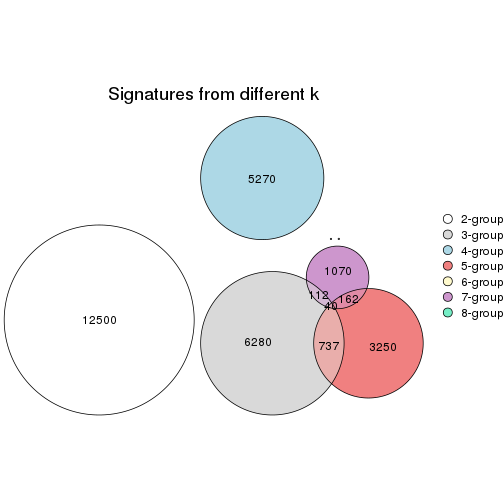 Signatures from different k
5270
2-group
3-group
4-group
5-group
6-group
7-group
8-group
1070
112
162
40
12500
6280
737
3250